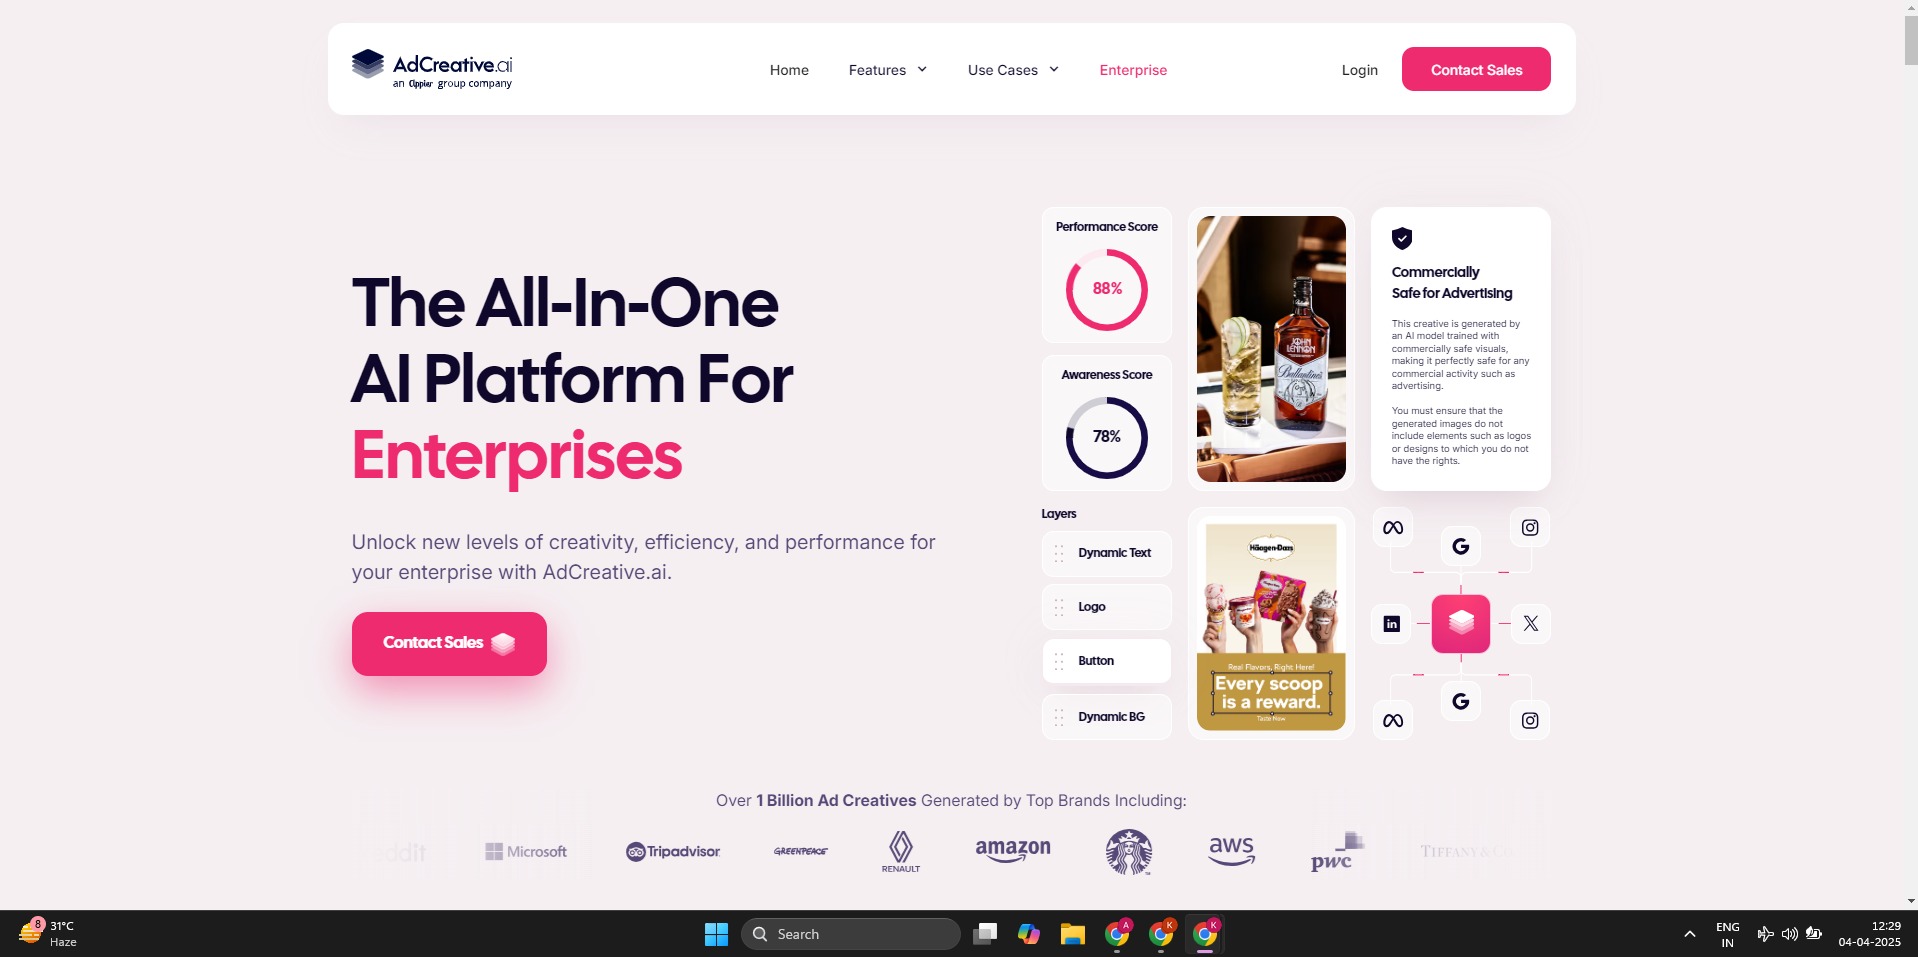 AdCreative.ai
an Appier group company
Home
Features
Use Cases
Enterprise
Login
Contact Sales
The All-In-One
AI Platform For
Enterprises
Unlock new levels of creativity, efficiency, and performance for
your enterprise with AdCreative.ai.
Contact Sales
Performance Score
88%
Awareness Score
78%
JOHN
LENNON
Ballantine's
Commercially
Safe for Advertising
This creative is generated by
an AI model trained with
commercially safe visuals,
making it perfectly safe for any
commercial activity such as
advertising.
You must ensure that the
generated images do not
include elements such as logos
or designs to which you do not
have the rights.
Layers
Dynamic Text
Logo
Button
Dynamic BG
Häagen-Dazs
Real Flavors, Right Here!
Every scoop
is a reward.
Taste Now
in
Over 1 Billion Ad Creatives Generated by Top Brands Including:
eddit
Microsoft
Tripadvisor
GREENPEACE
RENAULT
amazon
TM
aws
pwc
TIFFANY & CO
8
31°C
Haze
Search
A
K
K
ENG
IN
12:29
04-04-2025